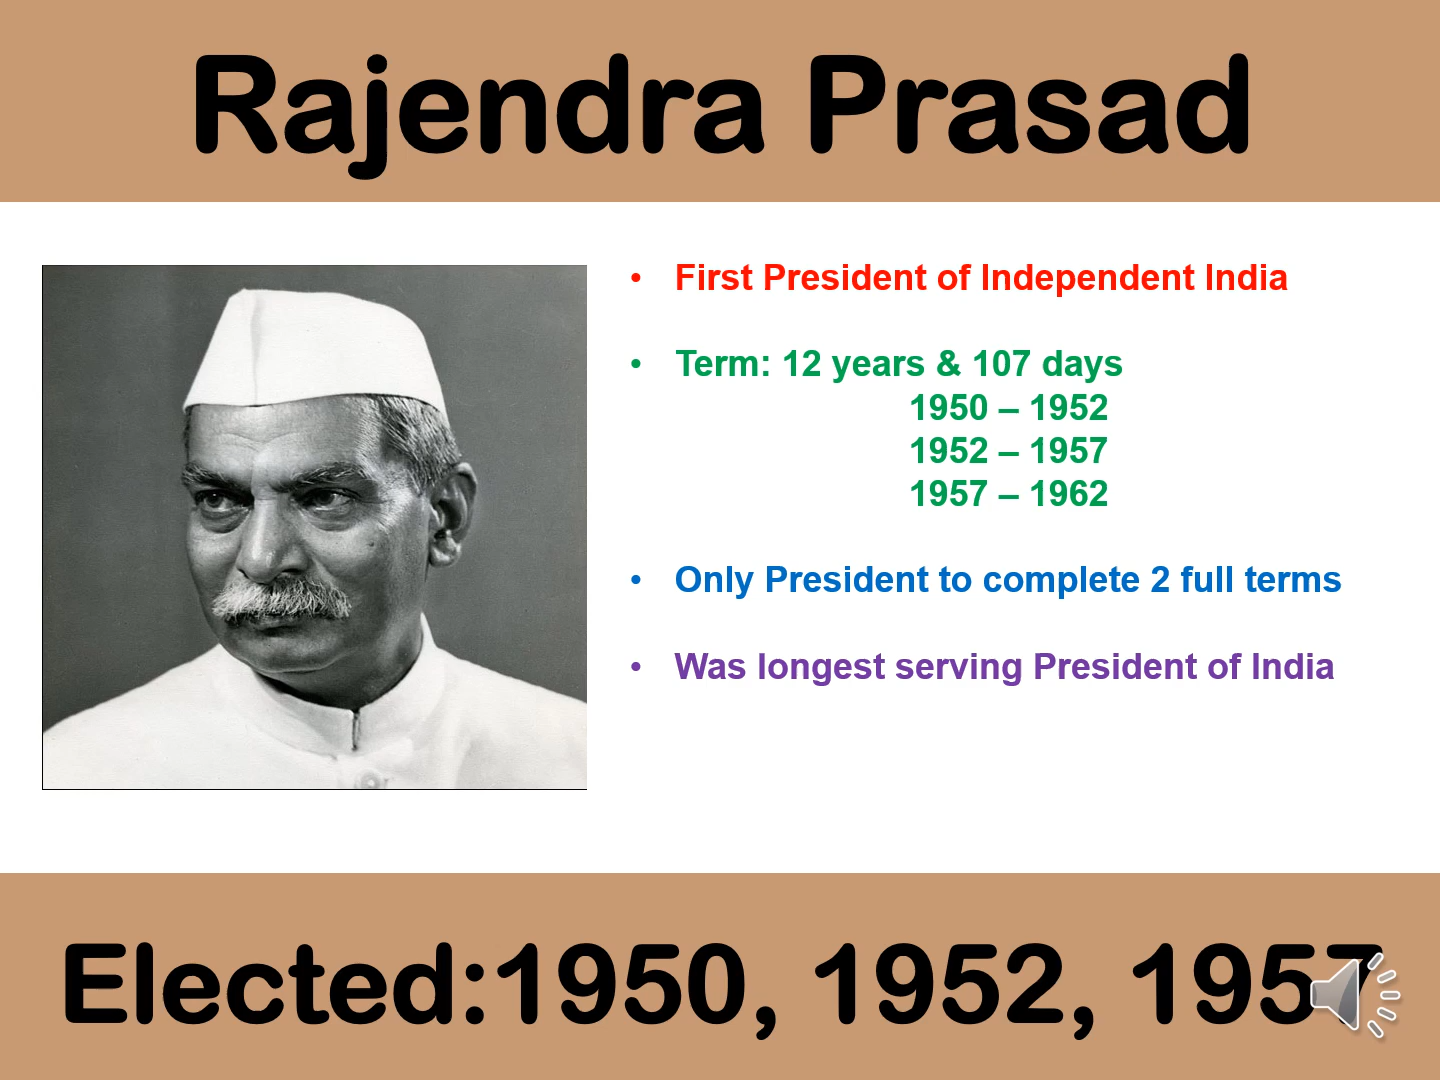 Rajendra Prasad
• First President of Independent India
• Term: 12 years & 107 days
1950 – 1952
1952 – 1957
1957 – 1962
• Only President to complete 2 full terms
• Was longest serving President of India
Elected:1950, 1952, 1957